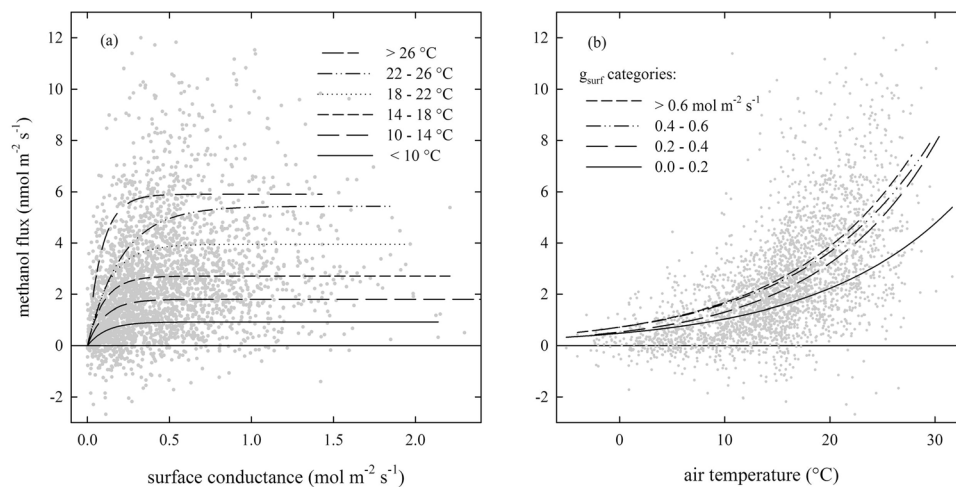 (a)
> 26 °C
22 - 26 °C
18 - 22 °C
14 - 18 °C
10 - 14 °C
< 10 °C
methanol flux (nmol m⁻² s⁻¹)
12
10
8
6
4
2
0
-2
0.0 0.5 1.0 1.5 2.0
surface conductance (mol m⁻² s⁻¹)
(b)
g_surf categories:
> 0.6 mol m⁻² s⁻¹
0.4 - 0.6
0.2 - 0.4
0.0 - 0.2
12
10
8
6
4
2
0
-2
0 10 20 30
air temperature (°C)